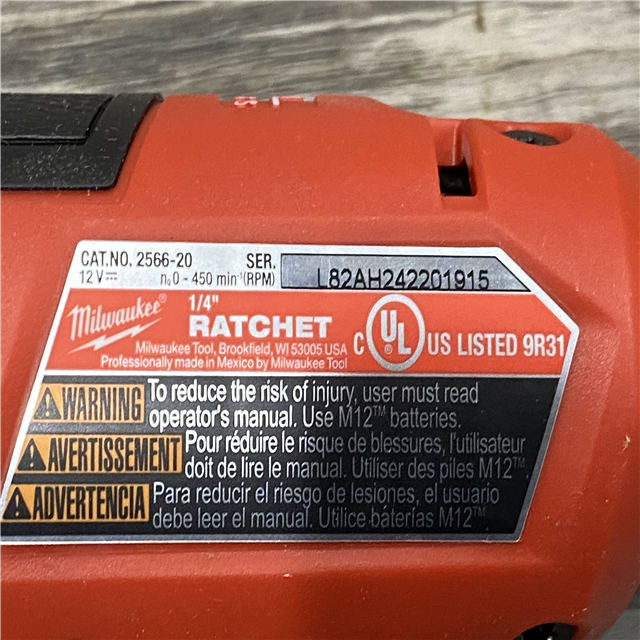 CAT.NO. 2566-20 SER. L82AH242201915
12 V⎓ n₀ 0 - 450 min⁻¹(RPM)
Milwaukee®
1/4"
RATCHET
Milwaukee Tool, Brookfield, WI 53005 USA
Professionally made in Mexico by Milwaukee Tool
C UL® US LISTED 9R31
WARNING To reduce the risk of injury, user must read
operator's manual. Use M12™ batteries.
AVERTISSEMENT Pour réduire le risque de blessures, l'utilisateur
doit de lire le manual. Utiliser des piles M12™.
ADVERTENCIA Para reducir el riesgo de lesiones, el usuario
debe leer el manual. Utilice baterías M12™